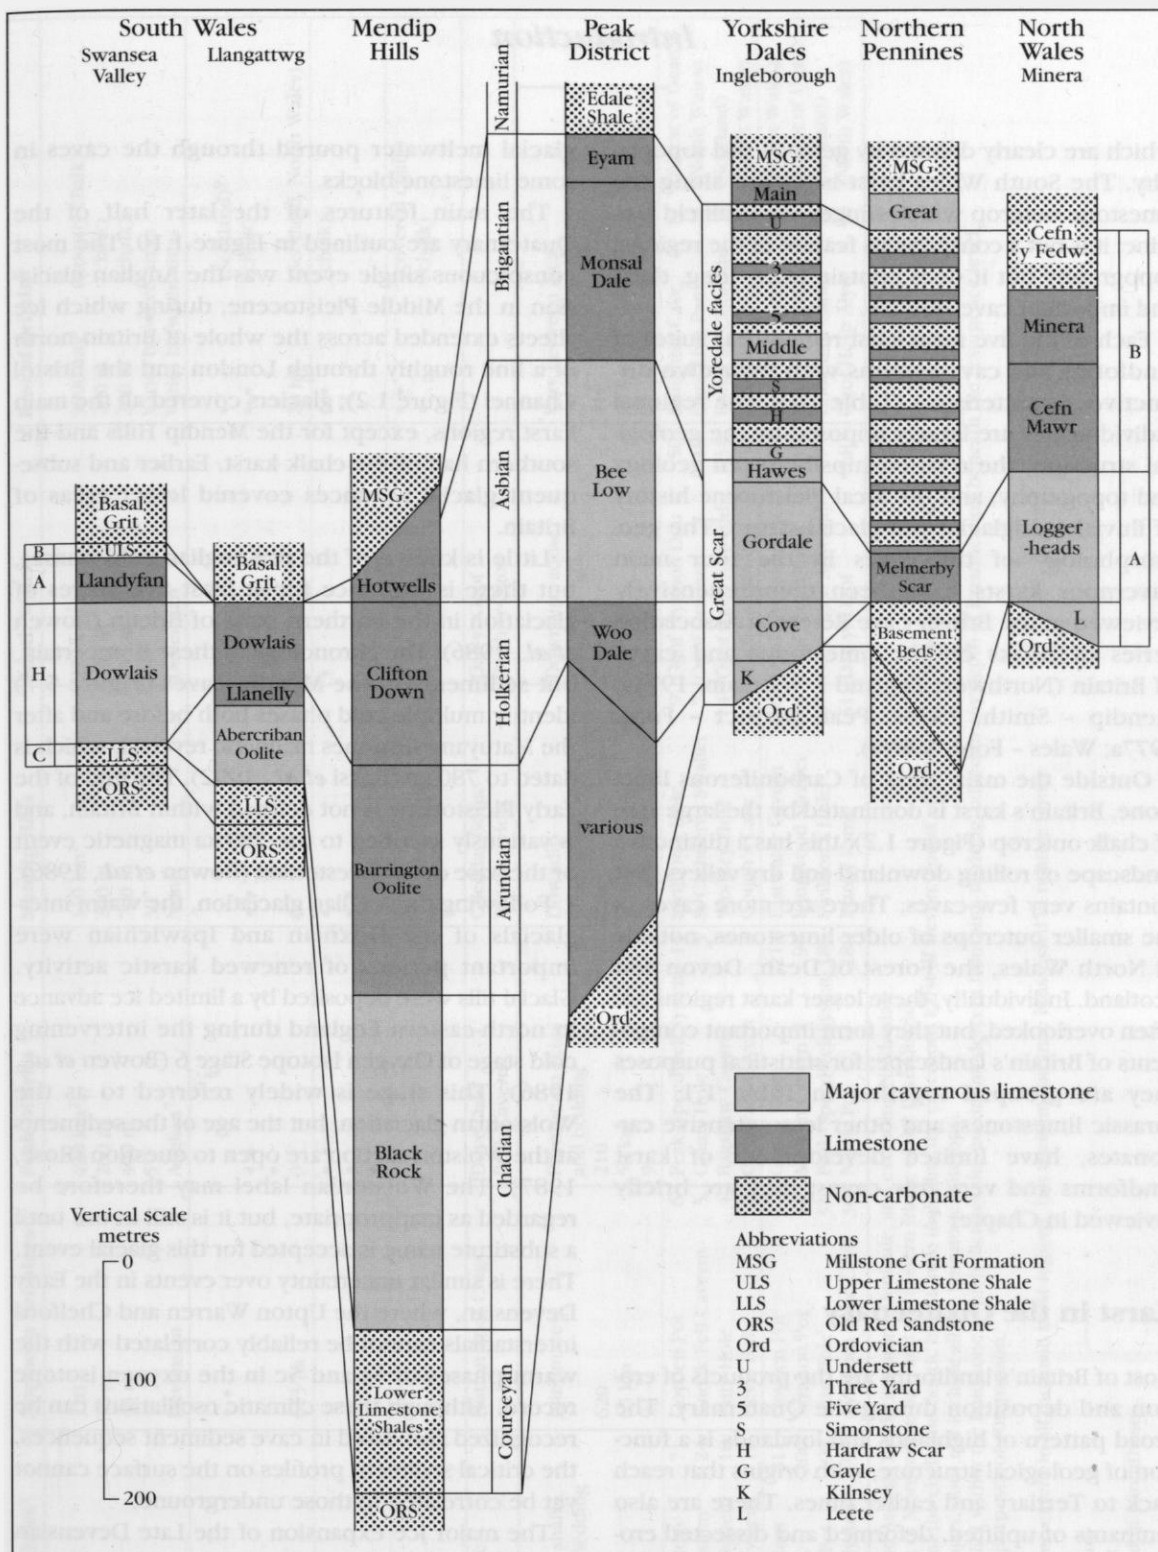 South Wales
Swansea
Valley
Llangattwg
Mendip
Hills
Peak
District
Yorkshire
Dales
Ingleborough
Northern
Pennines
North
Wales
Minera
Basal
Grit
B
ULS
A
Llandyfan
H
Dowlais
C
LLS
ORS
Basal
Grit
Dowlais
Llanelly
Abercriban
Oolite
LLS
ORS
MSG
Hotwells
Clifton
Down
Burrington
Oolite
Black
Rock
Lower
Limestone
Shales
ORS
Namurian
Brigantian
Asbian
Holkerian
Arundian
Chadian
Courceyan
Edale
Shale
Eyam
Monsal
Dale
Bee
Low
Woo
Dale
various
Ord
Yoredale facies
Great Scar
MSG
Main
U
3
5
Middle
S
H
G
Hawes
Gordale
Cove
K
Ord
MSG
Great
Melmerby
Scar
Basement
Beds
Ord
Cefn
y Fedw
Minera
Cefn
Mawr
Logger
-heads
L
Ord
B
A
Major cavernous limestone
Limestone
Non-carbonate
Vertical scale
metres
0
100
200
Abbreviations
MSG Millstone Grit Formation
ULS Upper Limestone Shale
LLS Lower Limestone Shale
ORS Old Red Sandstone
Ord Ordovician
U Undersett
3 Three Yard
5 Five Yard
S Simonstone
H Hardraw Scar
G Gayle
K Kilnsey
L Leete